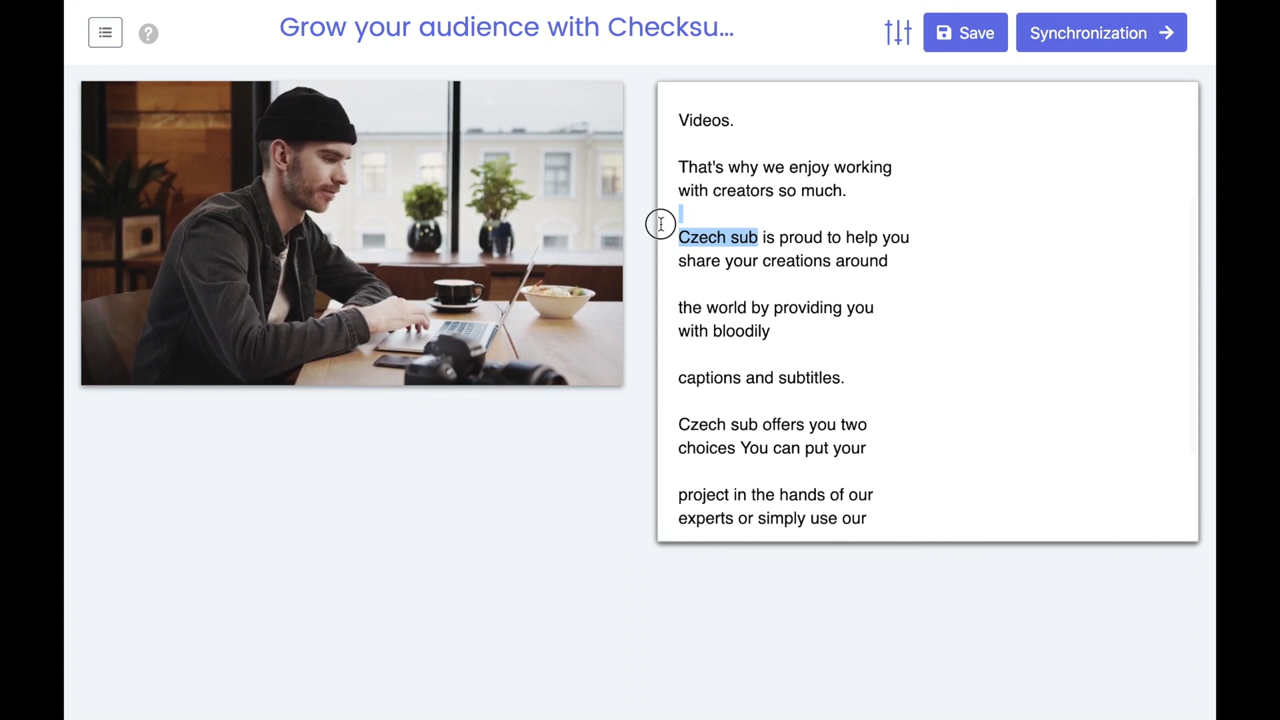 Grow your audience with Checksu...
Save
Synchronization
Videos.
That's why we enjoy working
with creators so much.
Czech sub is proud to help you
share your creations around
the world by providing you
with bloodily
captions and subtitles.
Czech sub offers you two
choices You can put your
project in the hands of our
experts or simply use our